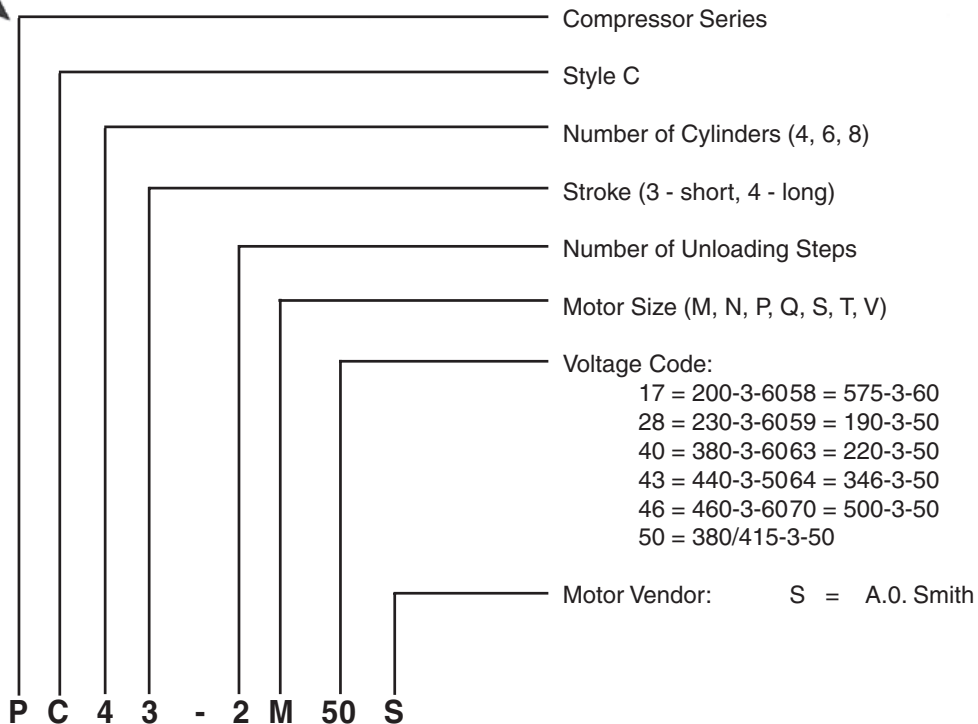 Compressor Series
Style C
Number of Cylinders (4, 6, 8)
Stroke (3 - short, 4 - long)
Number of Unloading Steps
Motor Size (M, N, P, Q, S, T, V)
Voltage Code:
17 = 200-3-6058 = 575-3-60
28 = 230-3-6059 = 190-3-50
40 = 380-3-6063 = 220-3-50
43 = 440-3-5064 = 346-3-50
46 = 460-3-6070 = 500-3-50
50 = 380/415-3-50
Motor Vendor: S = A.0. Smith
P C 4 3 - 2 M 50 S